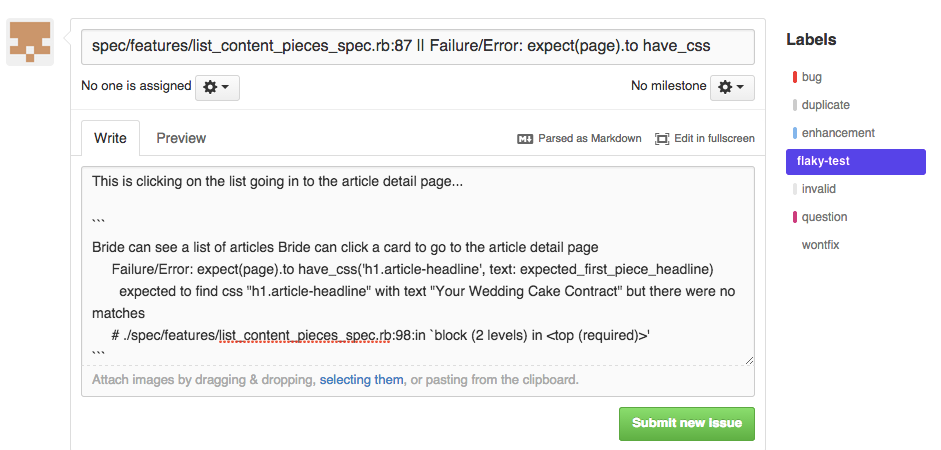 spec/features/list_content_pieces_spec.rb:87 || Failure/Error: expect(page).to have_css
No one is assigned
No milestone
Write
Preview
Parsed as Markdown
Edit in fullscreen
This is clicking on the list going in to the article detail page...
```
Bride can see a list of articles Bride can click a card to go to the article detail page
Failure/Error: expect(page).to have_css('h1.article-headline', text: expected_first_piece_headline)
expected to find css "h1.article-headline" with text "Your Wedding Cake Contract" but there were no
matches
# ./spec/features/list_content_pieces_spec.rb:98:in `block (2 levels) in <top (required)>'
```
Attach images by dragging & dropping, selecting them, or pasting from the clipboard.
Submit new issue
Labels
bug
duplicate
enhancement
flaky-test
invalid
question
wontfix